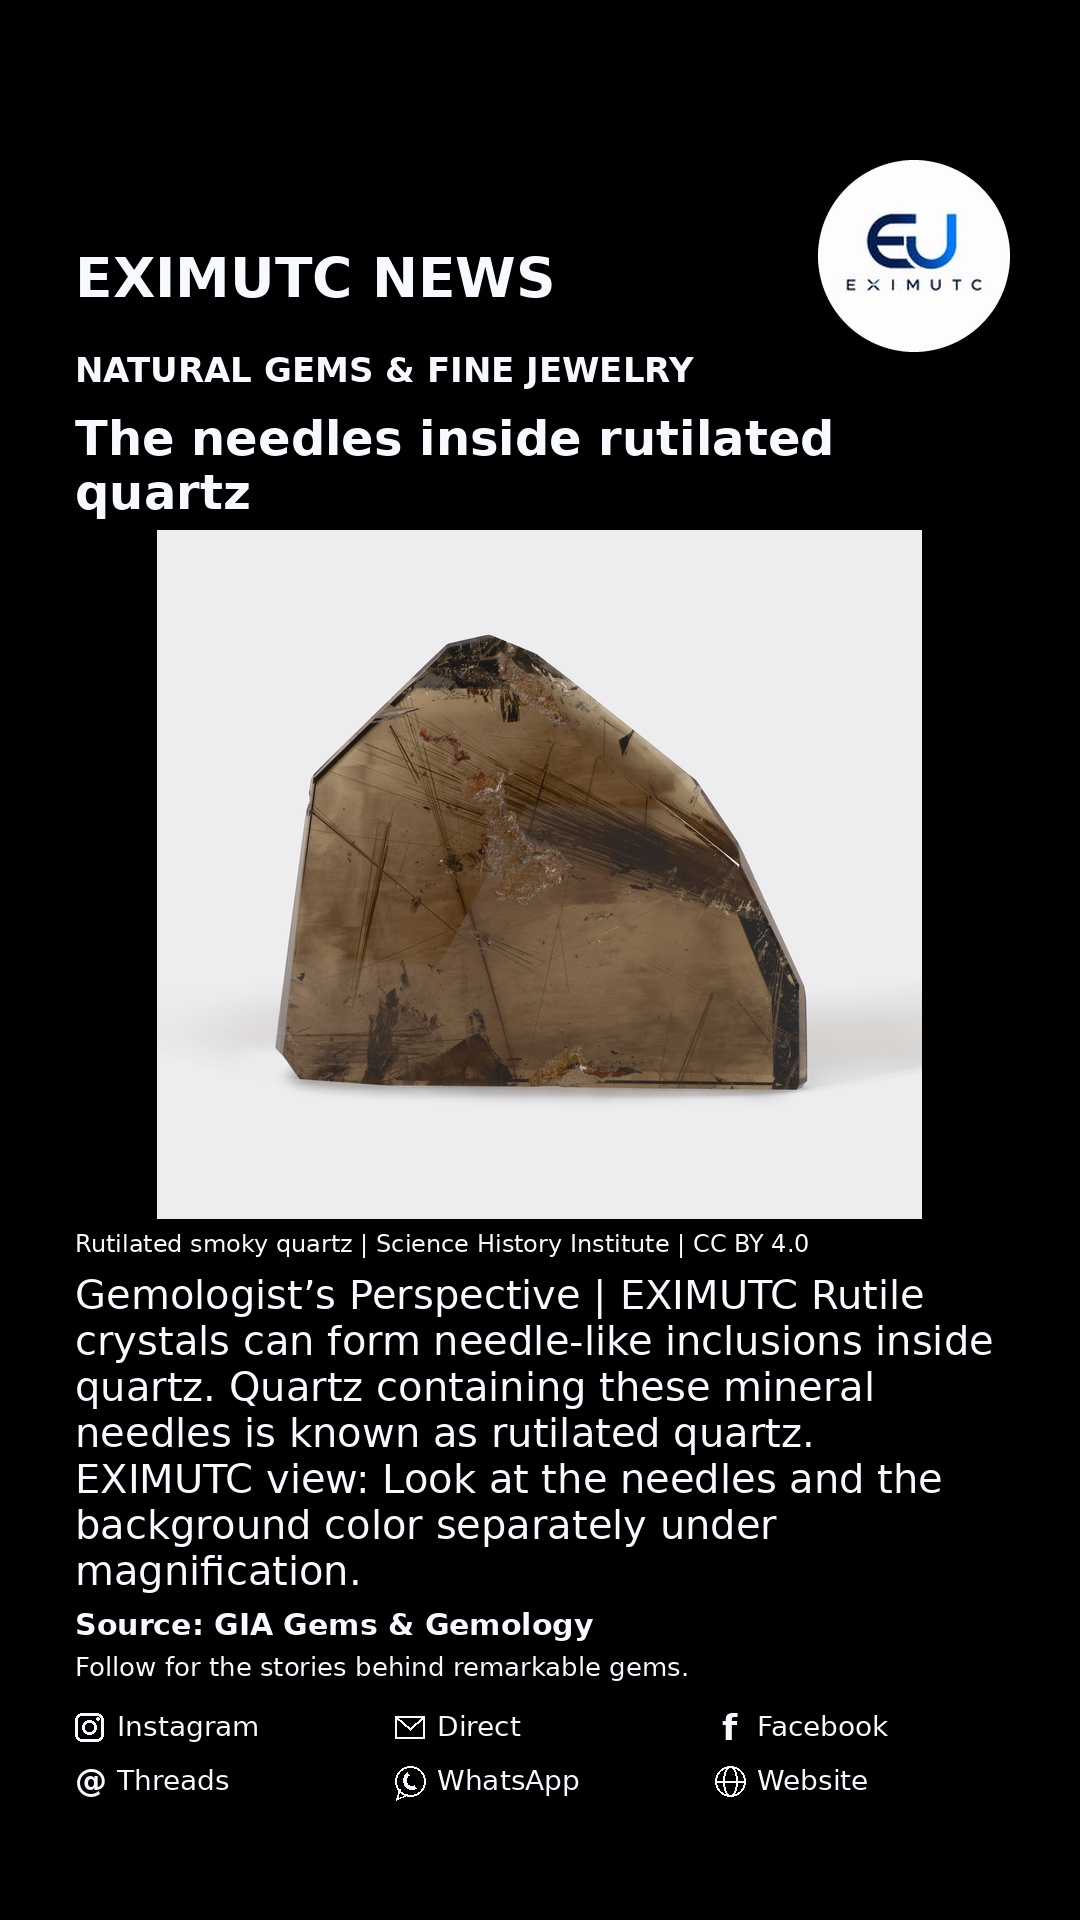 EXIMUTC NEWS
EU
EXIMUTC
NATURAL GEMS & FINE JEWELRY
The needles inside rutilated
quartz
Rutilated smoky quartz | Science History Institute | CC BY 4.0
Gemologist’s Perspective | EXIMUTC Rutile
crystals can form needle-like inclusions inside
quartz. Quartz containing these mineral
needles is known as rutilated quartz.
EXIMUTC view: Look at the needles and the
background color separately under
magnification.
Source: GIA Gems & Gemology
Follow for the stories behind remarkable gems.
Instagram Direct Facebook
Threads WhatsApp Website